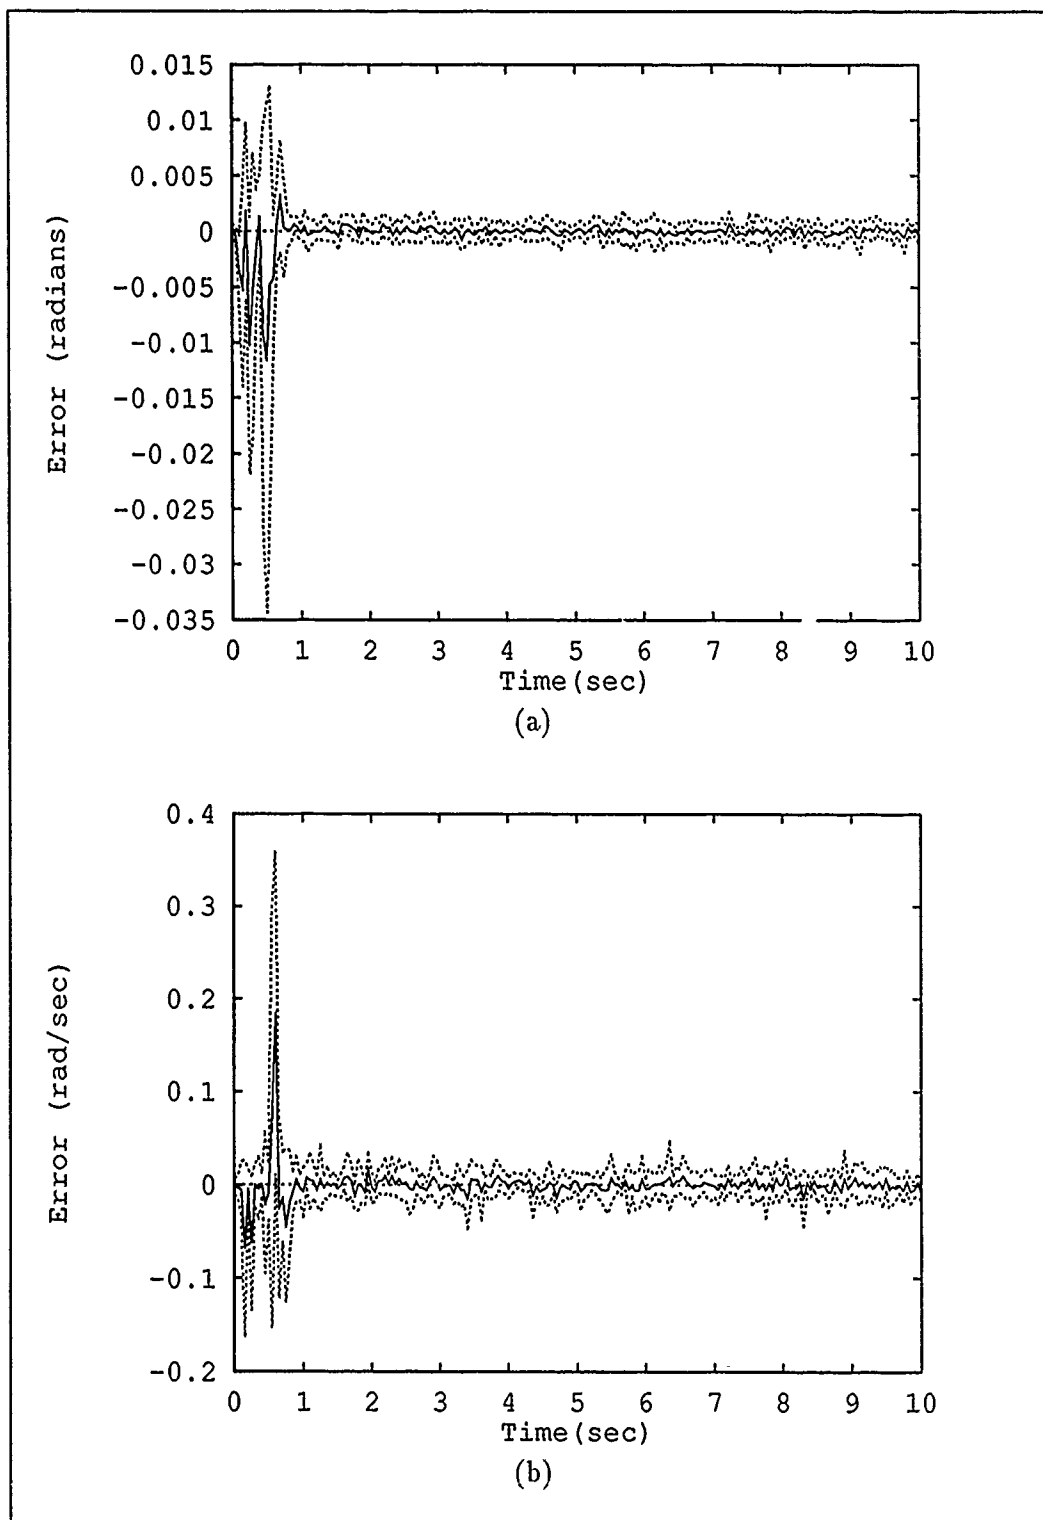 0.015
0.01
0.005
0
-0.005
-0.01
-0.015
-0.02
-0.025
-0.03
-0.035
Error (radians)
0 1 2 3 4 5 6 7 8 9 10
Time(sec)
(a)
0.4
0.3
0.2
0.1
0
-0.1
-0.2
Error (rad/sec)
0 1 2 3 4 5 6 7 8 9 10
Time(sec)
(b)